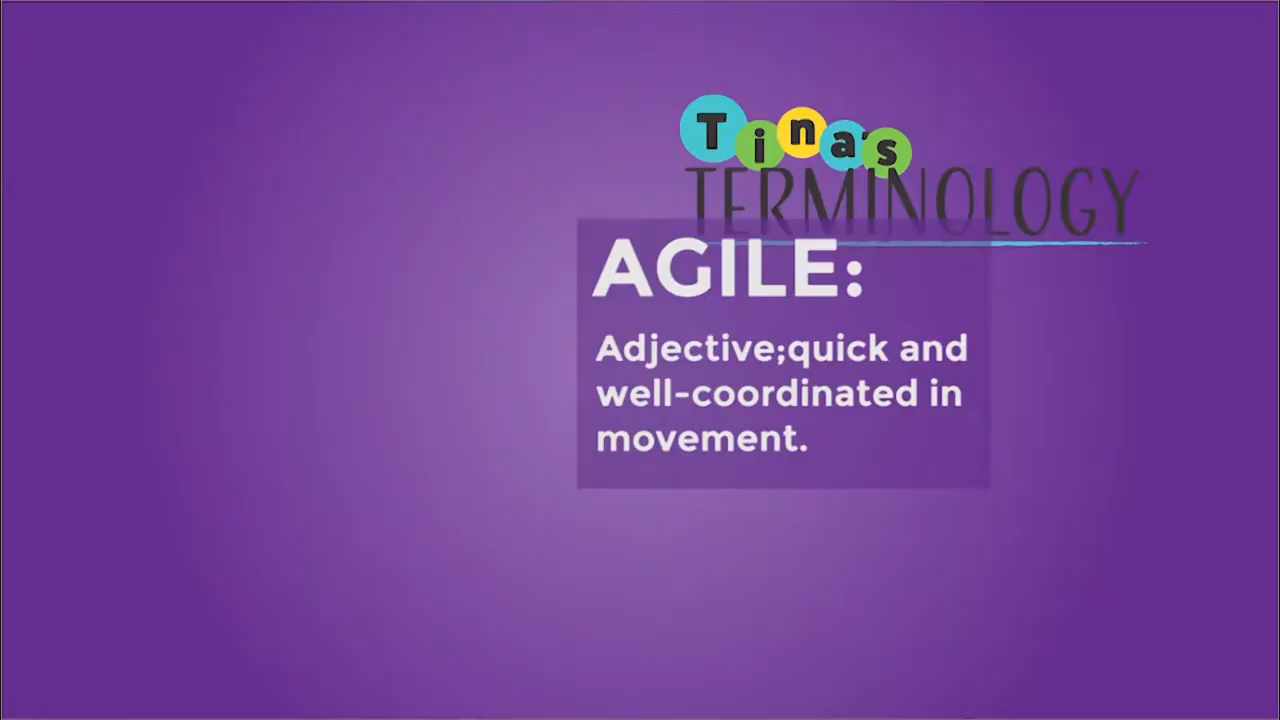 Tina's
TERMINOLOGY
AGILE:
Adjective;quick and
well-coordinated in
movement.